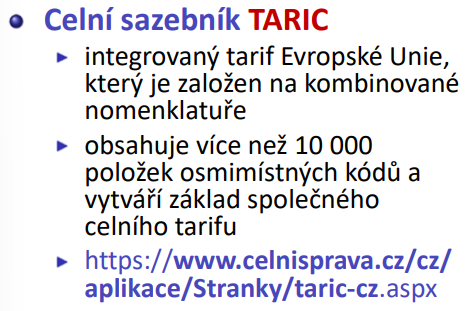 Celní sazebník TARIC
integrovaný tarif Evropské Unie,
který je založen na kombinované
nomenklatuře
obsahuje více než 10 000
položek osmimístných kódů a
vytváří základ společného
celního tarifu
https://www.celnisprava.cz/cz/
aplikace/Stranky/taric-cz.aspx